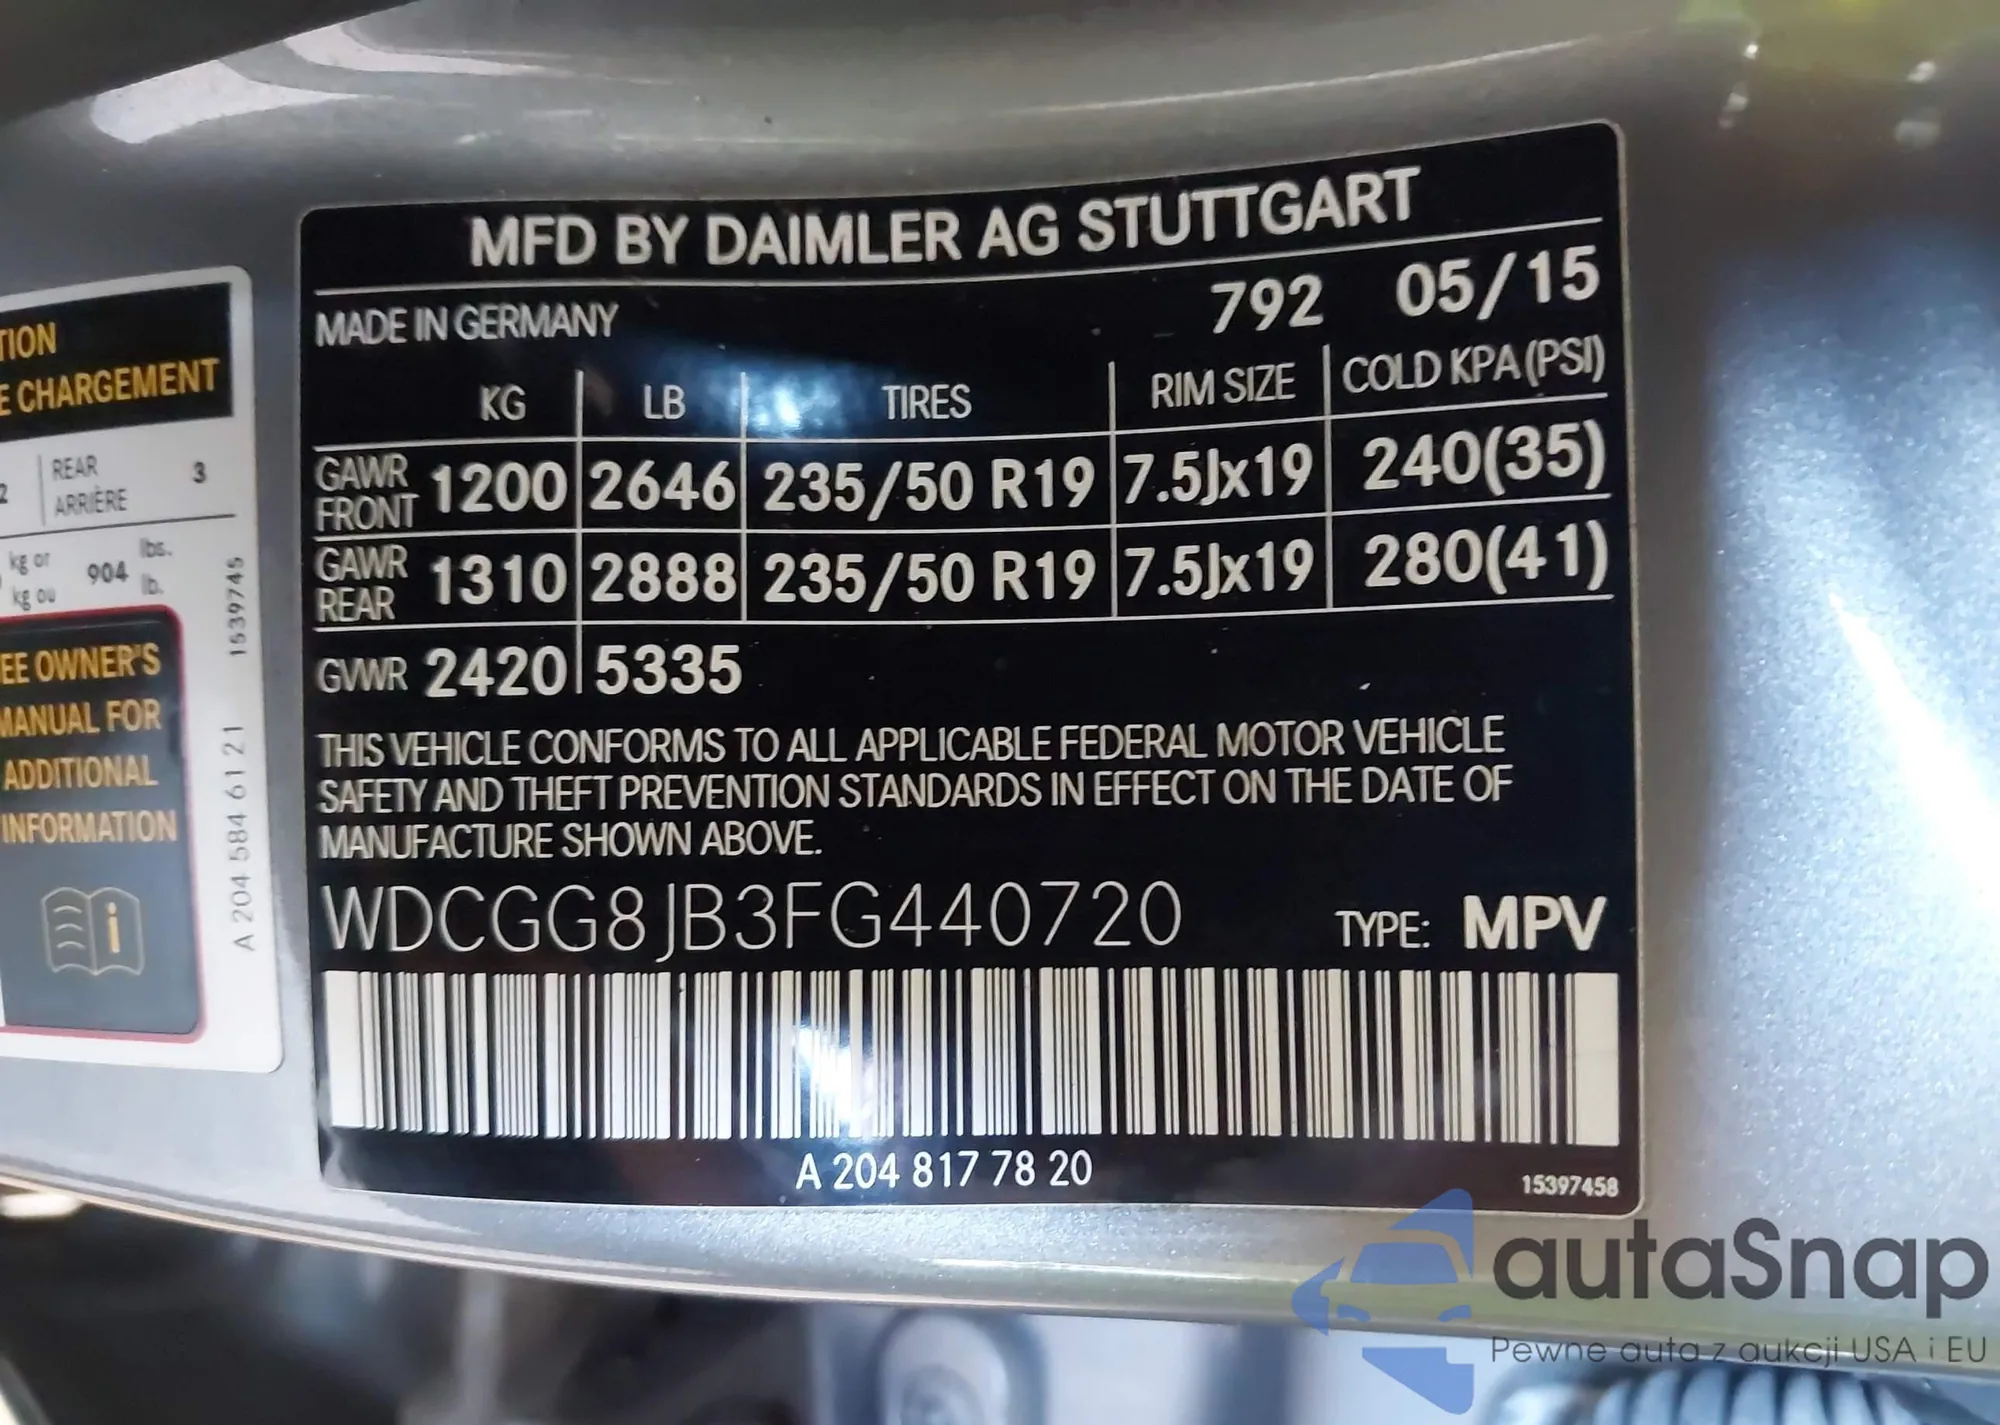 TION
E CHARGEMENT
2 REAR ARRIÈRE 3
kg or kg ou 904 lbs. lb.
EE OWNER'S
MANUAL FOR
ADDITIONAL
INFORMATION
i
A 204 584 61 21 1539745
MFD BY DAIMLER AG STUTTGART
MADE IN GERMANY 792 05/15
KG LB TIRES RIM SIZE COLD KPA (PSI)
GAWR FRONT 1200 2646 235/50 R19 7.5Jx19 240(35)
GAWR REAR 1310 2888 235/50 R19 7.5Jx19 280(41)
GVWR 2420 5335
THIS VEHICLE CONFORMS TO ALL APPLICABLE FEDERAL MOTOR VEHICLE
SAFETY AND THEFT PREVENTION STANDARDS IN EFFECT ON THE DATE OF
MANUFACTURE SHOWN ABOVE.
WDCGG8JB3FG440720 TYPE: MPV
A 204 817 78 20 15397458
autaSnap
Pewne auta z aukcji USA i EU